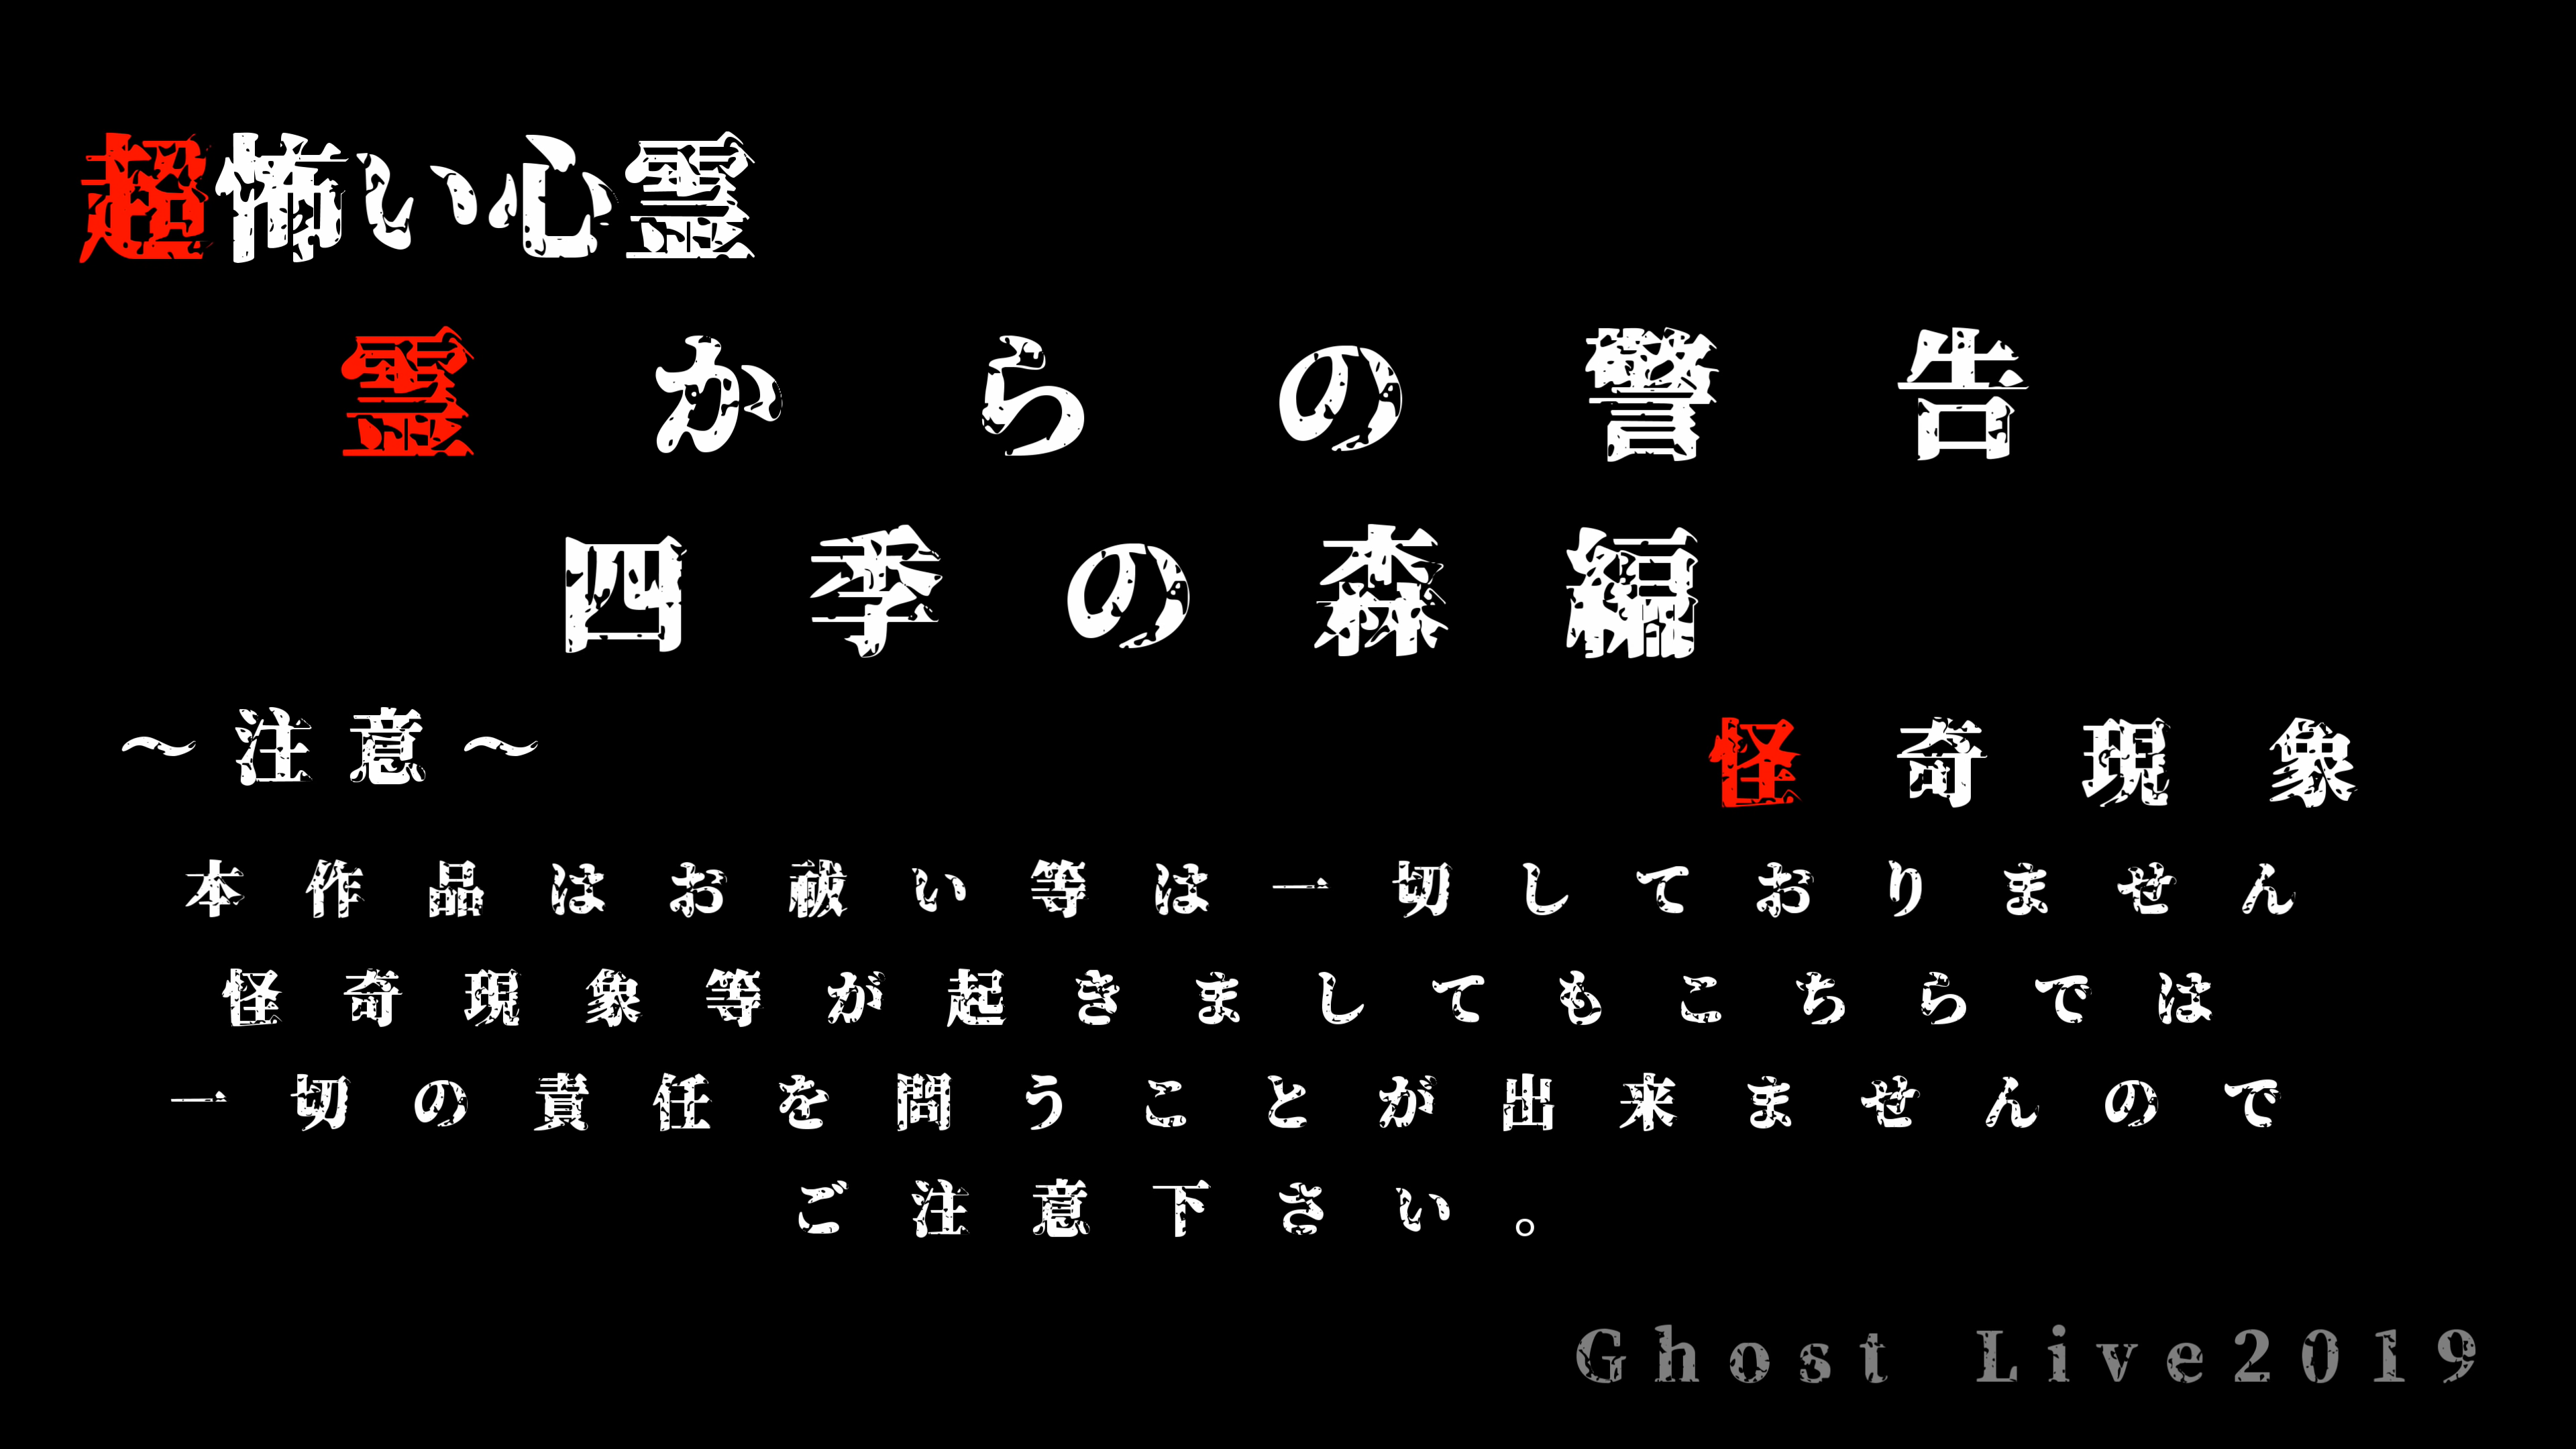 超怖い心霊
霊からの警告
四季の森編
～注意～
怪奇現象
本作品はお祓い等は一切しておりません
怪奇現象等が起きましてもこちらでは
一切の責任を問うことが出来ませんので
ご注意下さい。
Ghost Live2019